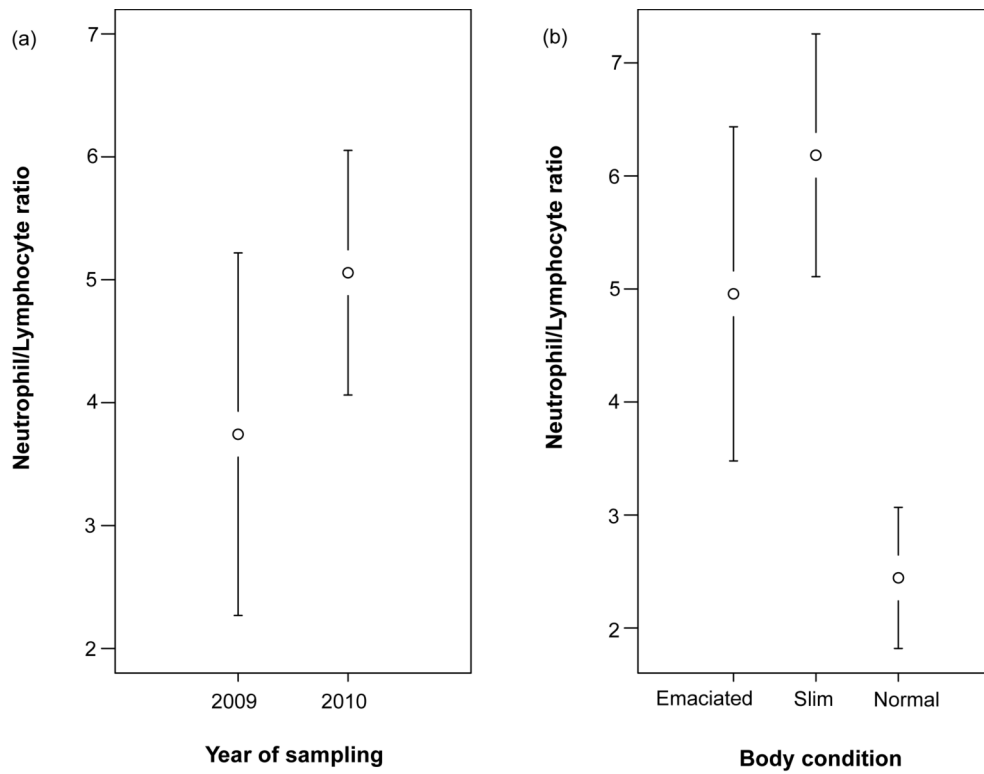 (a)
Neutrophil/Lymphocyte ratio
7
6
5
4
3
2
2009 2010
Year of sampling
(b)
Neutrophil/Lymphocyte ratio
7
6
5
4
3
2
Emaciated Slim Normal
Body condition